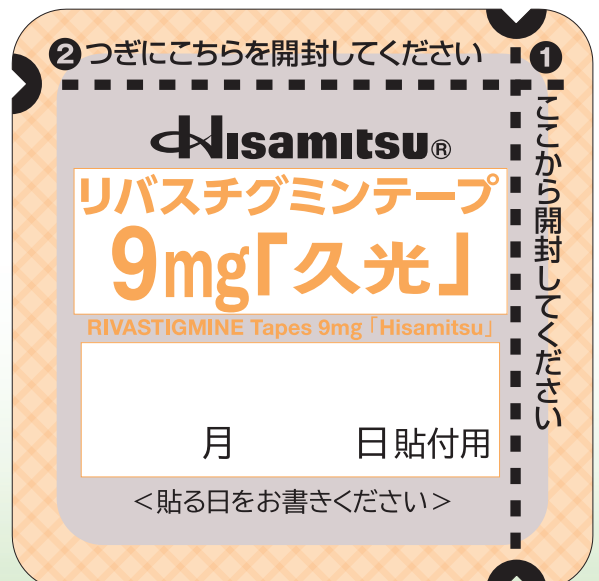 ❷つぎにこちらを開封してください
❶
ここから開封してください
Hisamitsu®
リバスチグミンテープ
9mg「久光」
RIVASTIGMINE Tapes 9mg「Hisamitsu」
月 日貼付用
＜貼る日をお書きください＞